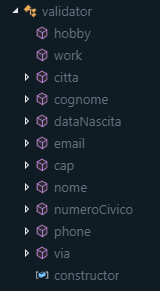 validator
hobby
work
citta
cognome
dataNascita
email
cap
nome
numeroCivico
phone
via
constructor